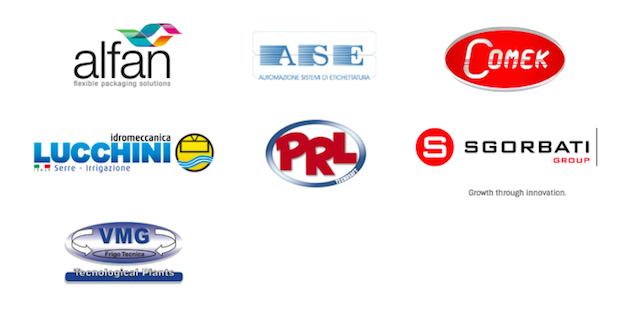 alfan
flexible packaging solutions
ASE
AUTOMAZIONE SISTEMI DI ETICHETTATURA
COMEK
idromeccanica
LUCCHINI
Serre - Irrigazione
PRL
TECNOSOFT
S SGORBATI
GROUP
Growth through innovation.
VMG
Frigo Tecnica
Tecnological Plants